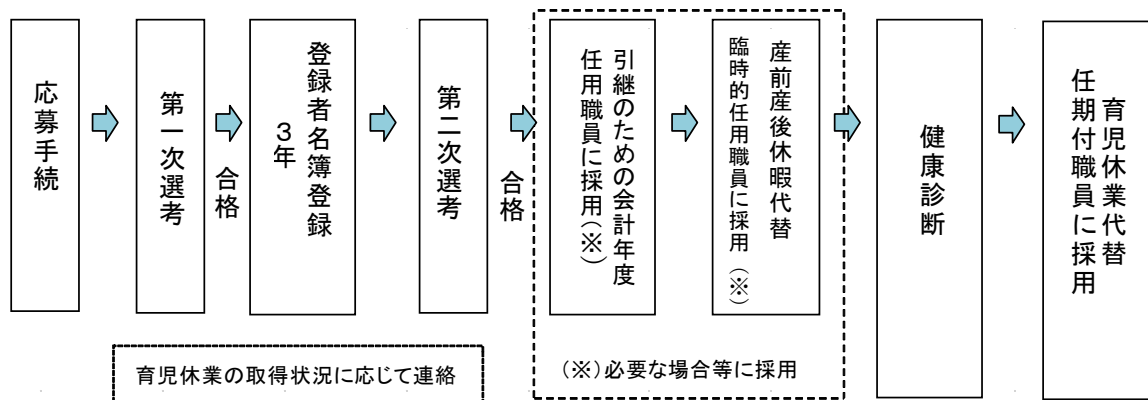 応募手続
第一次選考
合格
登録者名簿登録
3年
第二次選考
合格
引継のための会計年度
任用職員に採用(※)
産前産後休暇代替
臨時的任用職員に採用(※)
健康診断
育児休業代替
任期付職員に採用
育児休業の取得状況に応じて連絡
(※)必要な場合等に採用